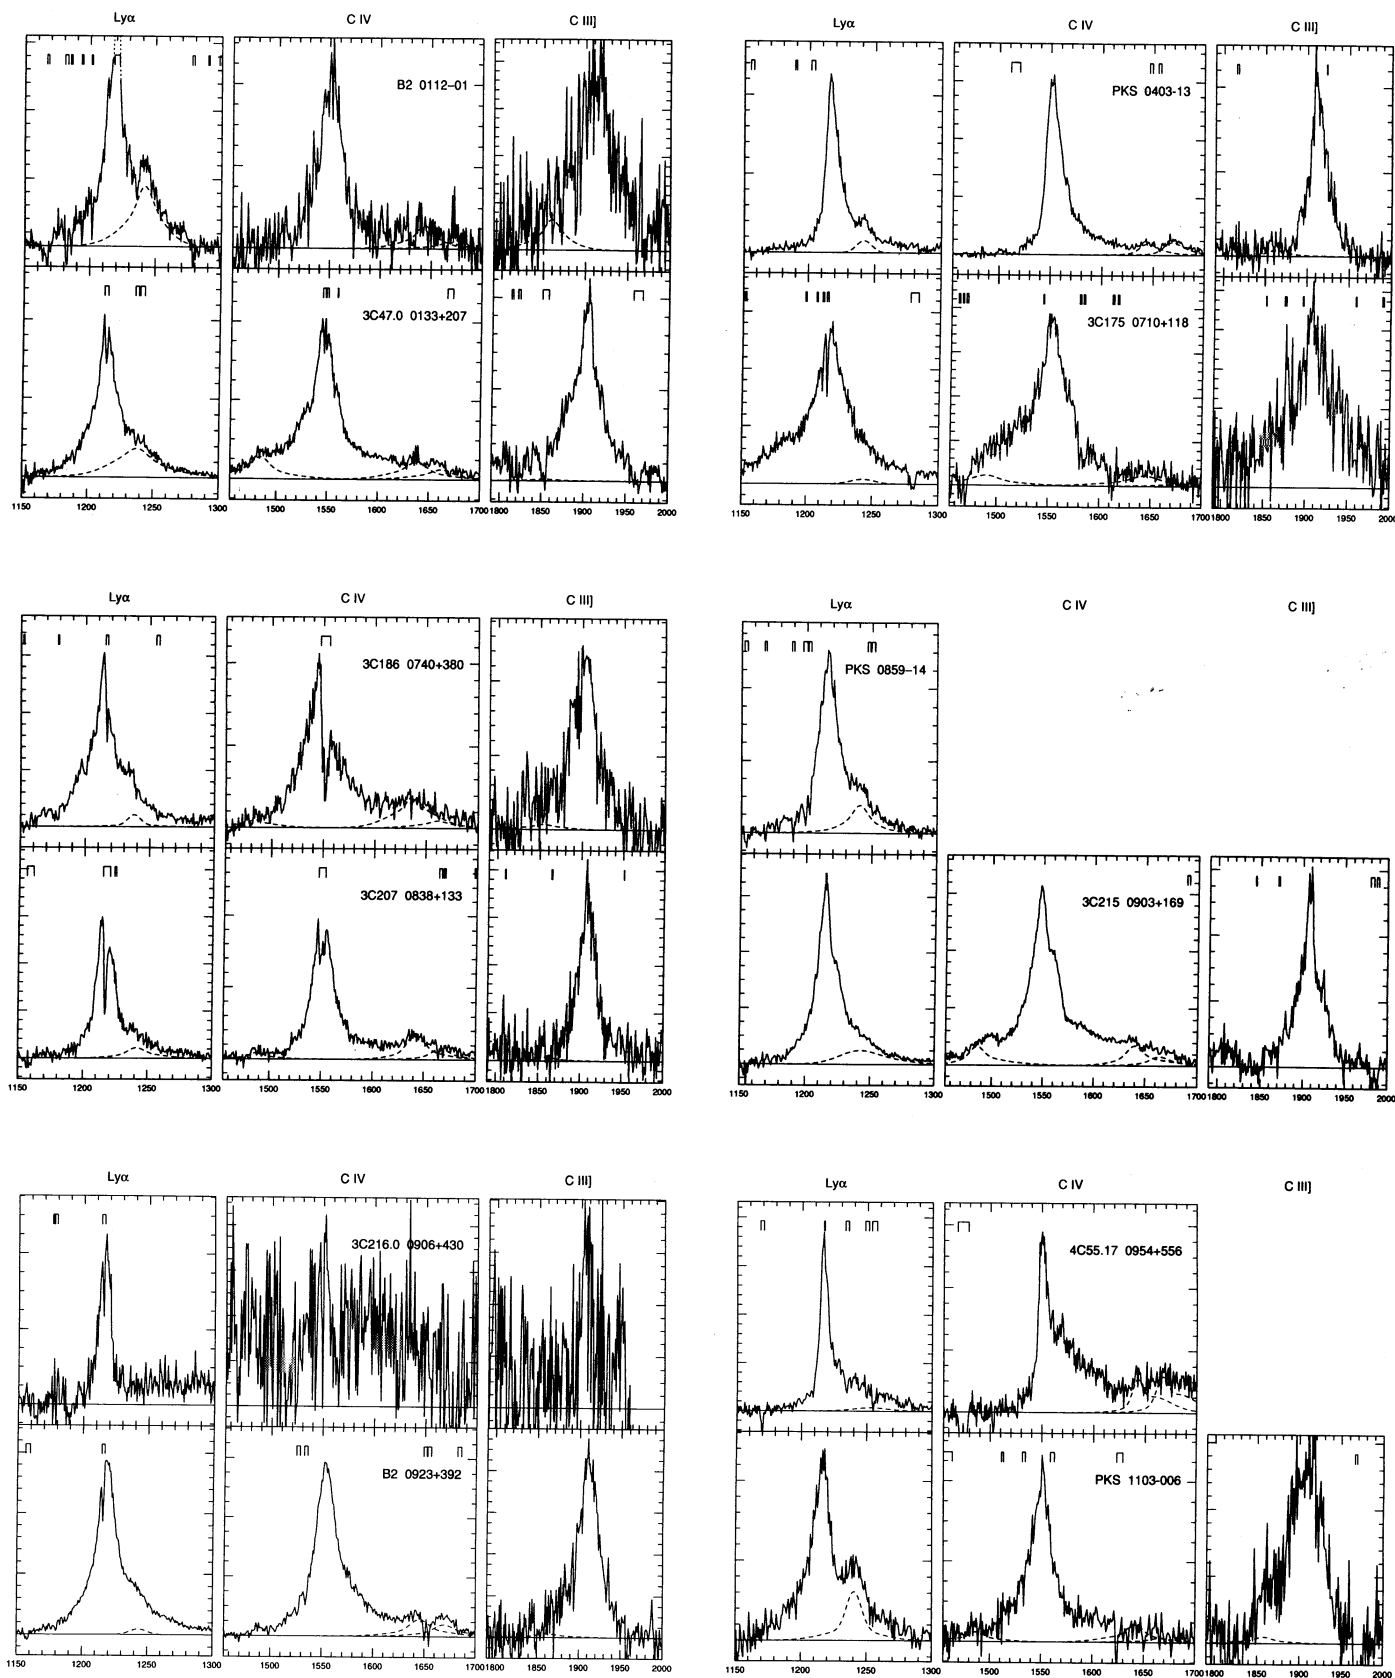 Lyα C IV C III]
B2 0112–01
3C47.0 0133+207
1150 1200 1250 1300 1500 1550 1600 1650 1700 1800 1850 1900 1950 2000
Lyα C IV C III]
PKS 0403-13
3C175 0710+118
1150 1200 1250 1300 1500 1550 1600 1650 1700 1800 1850 1900 1950 2000
Lyα C IV C III]
3C186 0740+380
3C207 0838+133
1150 1200 1250 1300 1500 1550 1600 1650 1700 1800 1850 1900 1950 2000
Lyα C IV C III]
PKS 0859–14
3C215 0903+169
1150 1200 1250 1300 1500 1550 1600 1650 1700 1800 1850 1900 1950 2000
Lyα C IV C III]
3C216.0 0906+430
B2 0923+392
1150 1200 1250 1300 1500 1550 1600 1650 1700 1800 1850 1900 1950 2000
Lyα C IV C III]
4C55.17 0954+556
PKS 1103-006
1150 1200 1250 1300 1500 1550 1600 1650 1700 1800 1850 1900 1950 2000